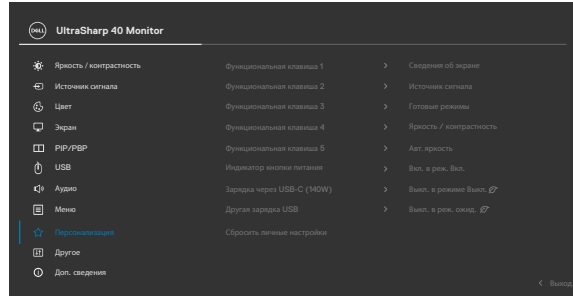 DELL UltraSharp 40 Monitor
Яркость / контрастность Функциональная клавиша 1 > Сведения об экране
Источник сигнала Функциональная клавиша 2 > Источник сигнала
Цвет Функциональная клавиша 3 > Готовые режимы
Экран Функциональная клавиша 4 > Яркость / контрастность
PIP/PBP Функциональная клавиша 5 > Авт. яркость
USB Индикатор кнопки питания > Вкл. в реж. Вкл.
Аудио Зарядка через USB-C (140W) > Выкл. в режиме Выкл.
Меню Другая зарядка USB > Выкл. в реж. ожид.
Персонализация Сбросить личные настройки
Другое
Доп. сведения
< Выход